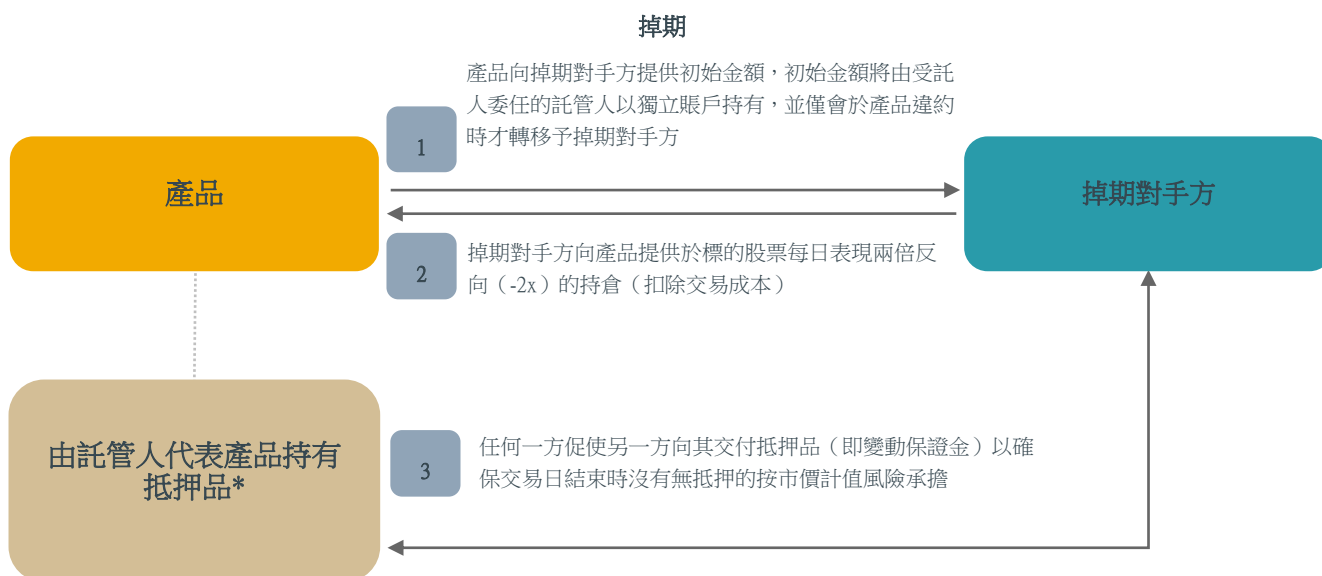 掉期
產品向掉期對手方提供初始金額，初始金額將由受託
人委任的託管人以獨立賬戶持有，並僅會於產品違約
時才轉移予掉期對手方
1
產品
掉期對手方
2
掉期對手方向產品提供於標的股票每日表現兩倍反
向（-2x）的持倉（扣除交易成本）
由託管人代表產品持有
抵押品*
3
任何一方促使另一方向其交付抵押品（即變動保證金）以確
保交易日結束時沒有無抵押的按市價計值風險承擔